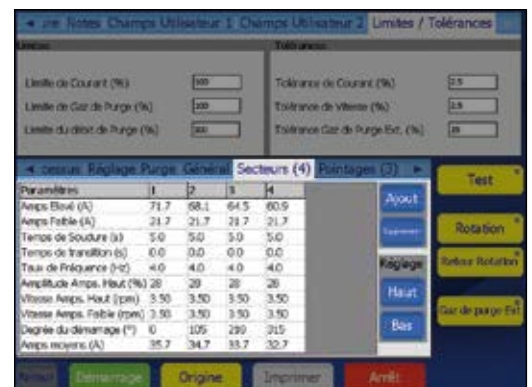 Notes Champs Utilisateur 1 Champs Utilisateur 2 Limites / Tolérances
Limites
Tolérances
Limite de Courant (%) 100
Tolérance de Courant (%) 2.5
Limite de Gaz de Purge (%) 200
Tolérance de Vitesse (%) 2.5
Limite du débit de Purge (%)
Tolérance Gaz de Purge Ext. (%)
Réglage Purge Général Secteurs (4) Pointages (3)
Paramètres 1 2 3 4
Amps Elevé (A) 71.7 68.1 64.5 60.9
Amps Faible (A) 21.7 21.7 21.7 21.7
Temps de Soudure (s) 5.0 5.0 5.0 5.0
Temps de transition (s) 0.0 0.0 0.0 0.0
Taux de Fréquence (Hz) 4.0 4.0 4.0 4.0
Amplitude Amps. Haut (%) 28 28 28 28
Vitesse Amps. Haut (rpm) 3.50 3.50 3.50 3.50
Vitesse Amps. Faible (rpm) 3.50 3.50 3.50 3.50
Degrée du démarrage (°) 0 105 210 315
Amps moyens (A) 35.7 34.7 33.7 32.7
Ajout
Supprimer
Réglage
Haut
Bas
Test
Rotation
Retour Rotation
Gaz de purge Ext
Démarrage Origine Imprimer Arrêt